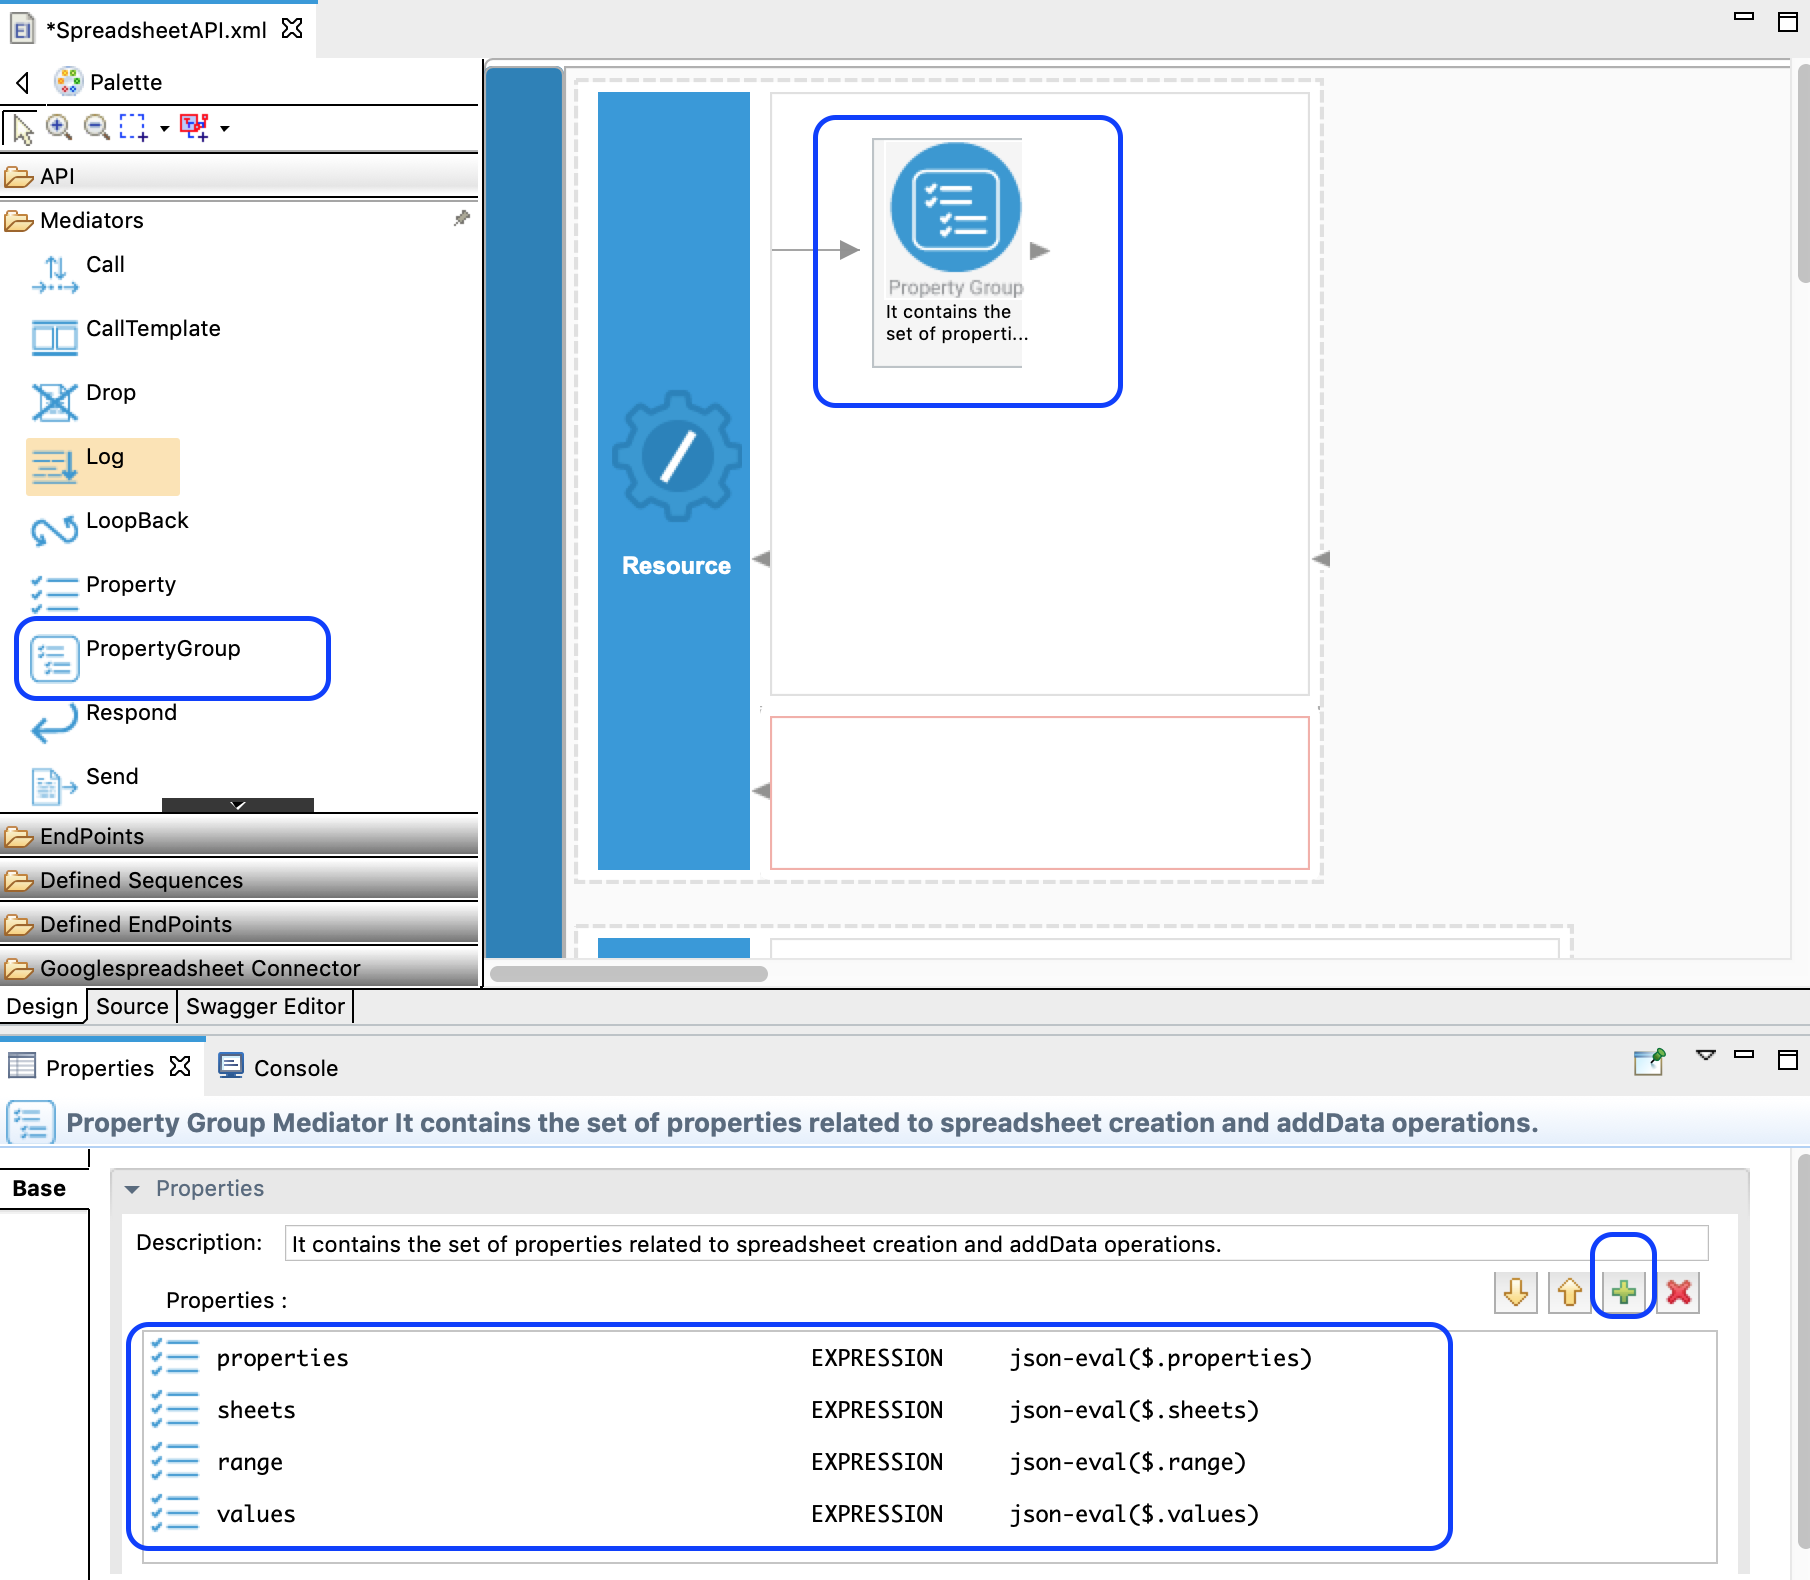 EI *SpreadsheetAPI.xml
Palette
API
Mediators
Call
CallTemplate
Drop
Log
LoopBack
Property
PropertyGroup
Respond
Send
EndPoints
Defined Sequences
Defined EndPoints
Googlespreadsheet Connector
Property Group
It contains the
set of properti...
Resource
Design Source Swagger Editor
Properties Console
Property Group Mediator It contains the set of properties related to spreadsheet creation and addData operations.
Base
Properties
Description: It contains the set of properties related to spreadsheet creation and addData operations.
Properties :
properties EXPRESSION json-eval($.properties)
sheets EXPRESSION json-eval($.sheets)
range EXPRESSION json-eval($.range)
values EXPRESSION json-eval($.values)